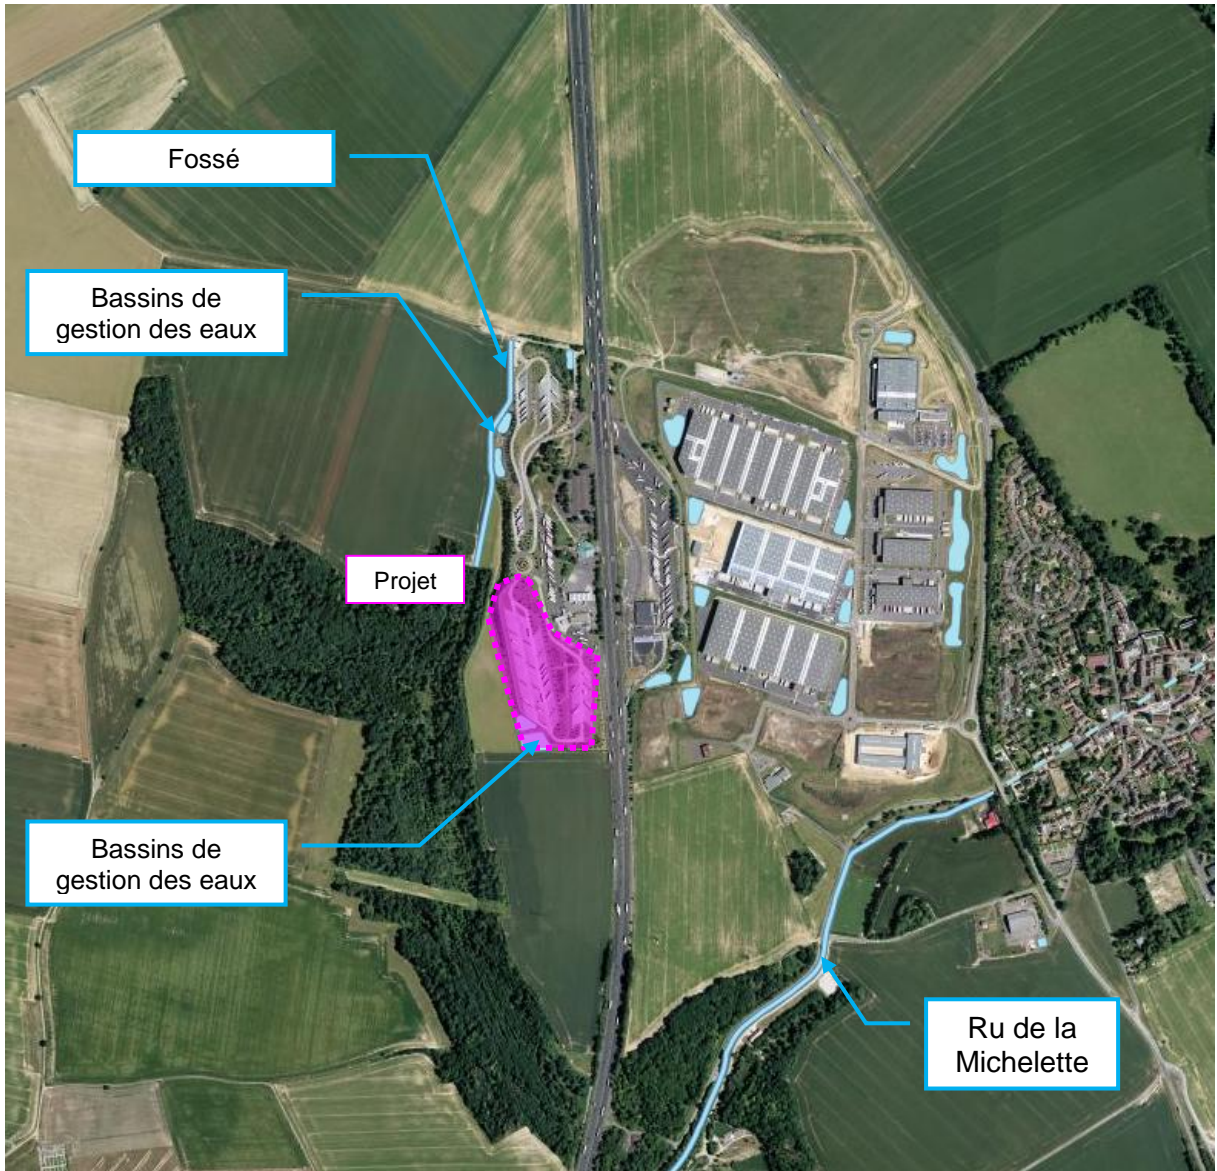 Fossé
Bassins de
gestion des eaux
Projet
Bassins de
gestion des eaux
Ru de la
Michelette